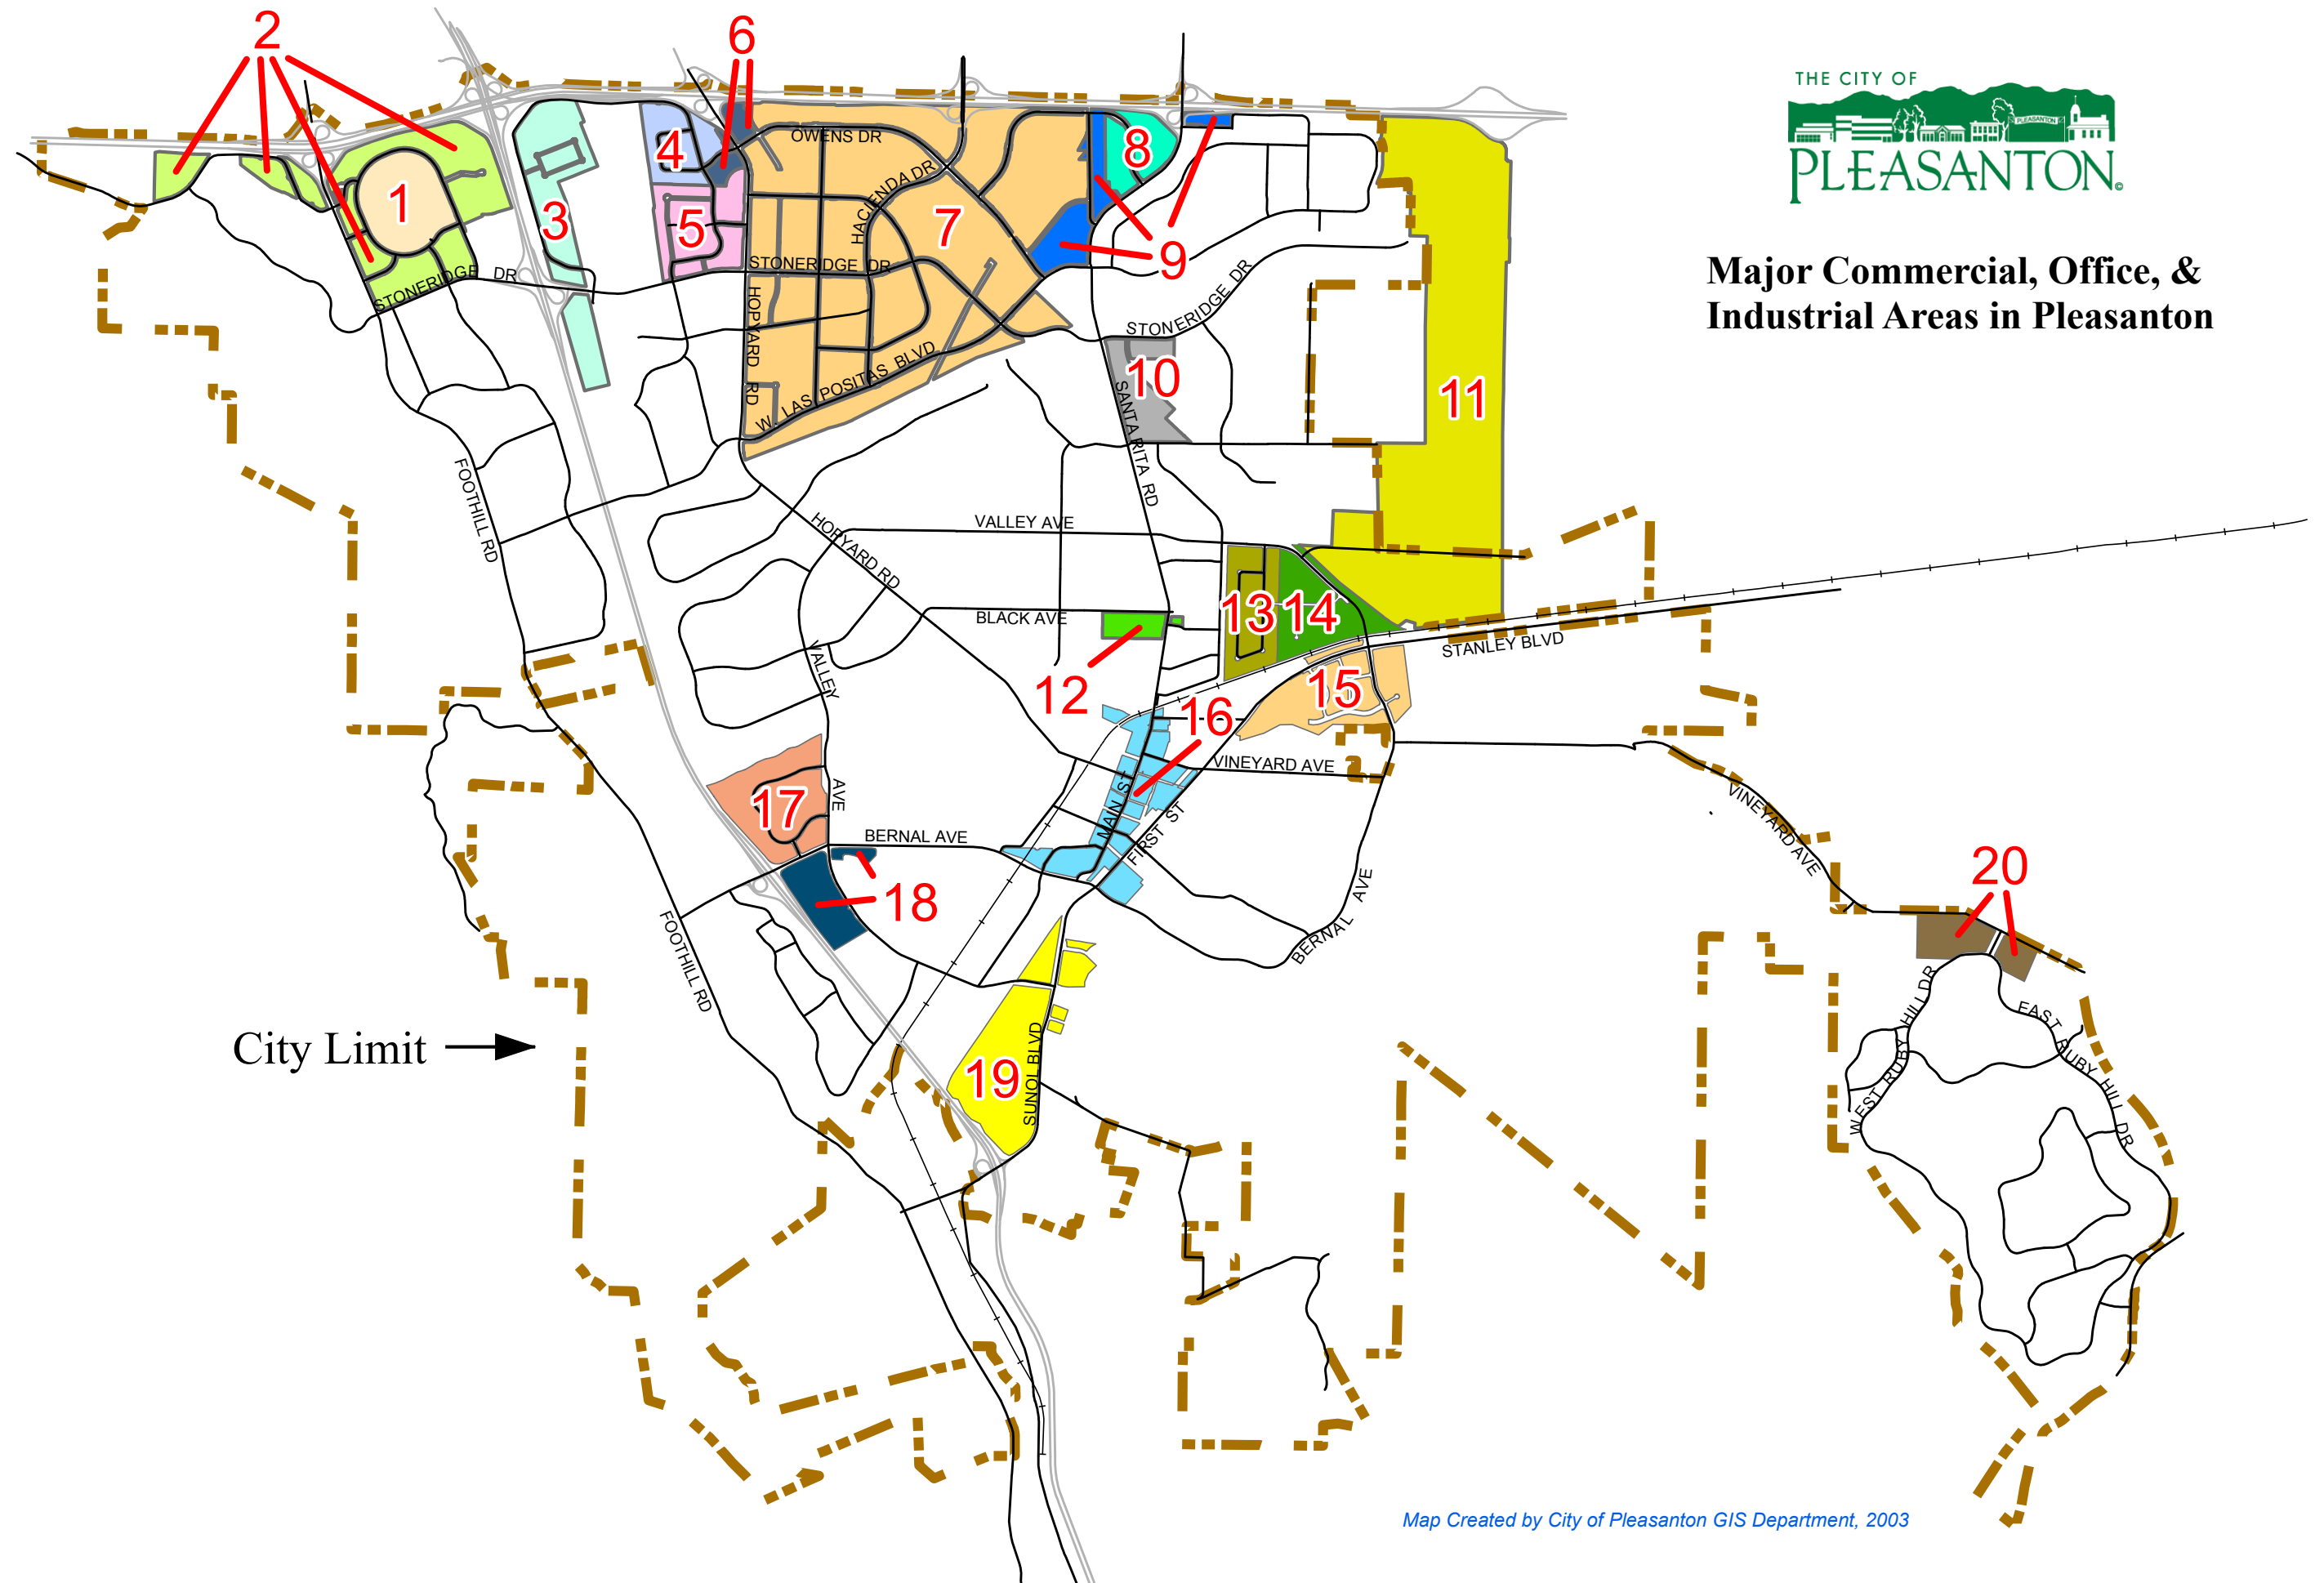 2
6
THE CITY OF
PLEASANTON
PLEASANTON©
Major Commercial, Office, &
Industrial Areas in Pleasanton
1
3
4
5
7
8
9
10
11
OWENS DR
HACIENDA DR
STONERIDGE DR
STONERIDGE DR
STONERIDGE DR
HOPYARD RD
W. LAS POSITAS BLVD
SANTA RITA RD
FOOTHILL RD
HOPYARD RD
VALLEY AVE
BLACK AVE
12
13
14
15
16
STANLEY BLVD
VALLEY AVE
VINEYARD AVE
MAIN ST
FIRST ST
17
BERNAL AVE
18
BERNAL AVE
VINEYARD AVE
20
FOOTHILL RD
City Limit
19
SUNOL BLVD
WEST RUBY HILL DR
EAST RUBY HILL DR
Map Created by City of Pleasanton GIS Department, 2003